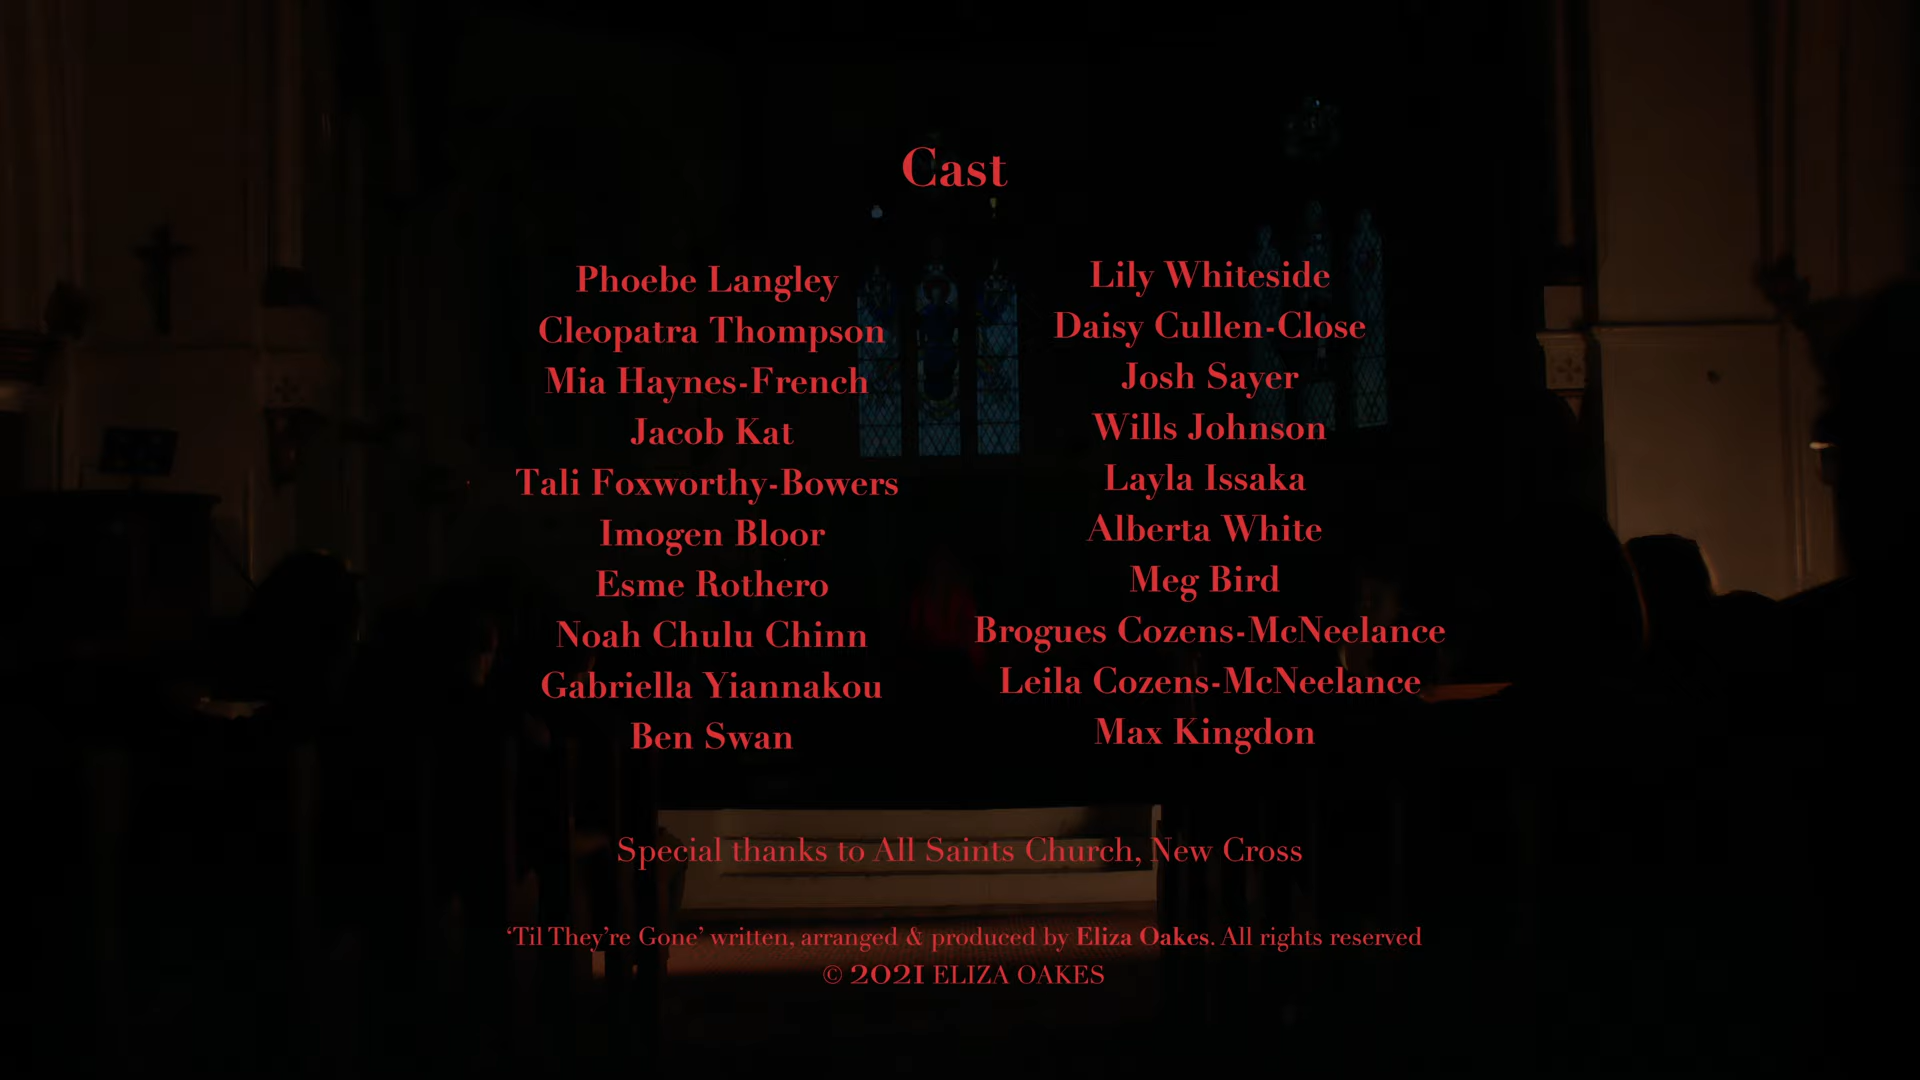 Cast
Phoebe Langley
Cleopatra Thompson
Mia Haynes-French
Jacob Kat
Tali Foxworthy-Bowers
Imogen Bloor
Esme Rothero
Noah Chulu Chinn
Gabriella Yiannakou
Ben Swan
Lily Whiteside
Daisy Cullen-Close
Josh Sayer
Wills Johnson
Layla Issaka
Alberta White
Meg Bird
Brogues Cozens-McNeelance
Leila Cozens-McNeelance
Max Kingdon
Special thanks to All Saints Church, New Cross
‘Til They’re Gone’ written, arranged & produced by Eliza Oakes. All rights reserved
© 2021 ELIZA OAKES